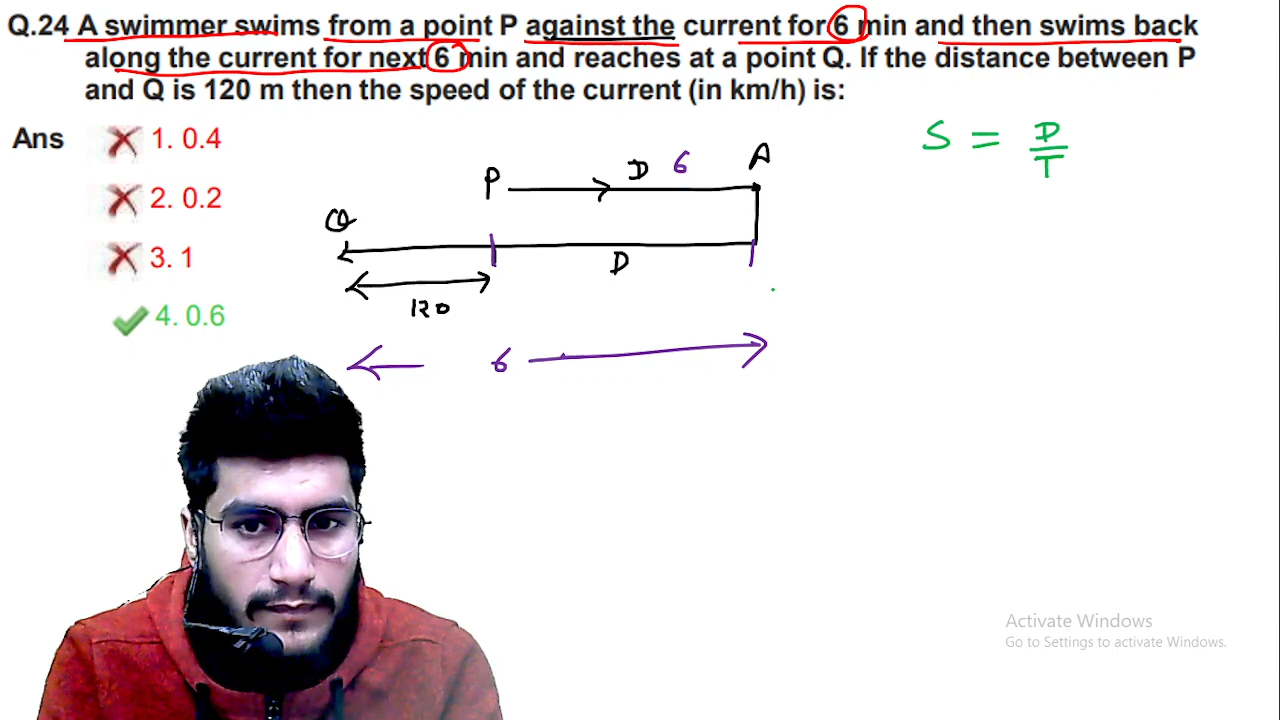 Q.24 A swimmer swims from a point P against the current for 6 min and then swims back
along the current for next 6 min and reaches at a point Q. If the distance between P
and Q is 120 m then the speed of the current (in km/h) is:
Ans
1. 0.4
2. 0.2
3. 1
4. 0.6
S = D/T
P D 6 A
Q
D
120
6
Activate Windows
Go to Settings to activate Windows.